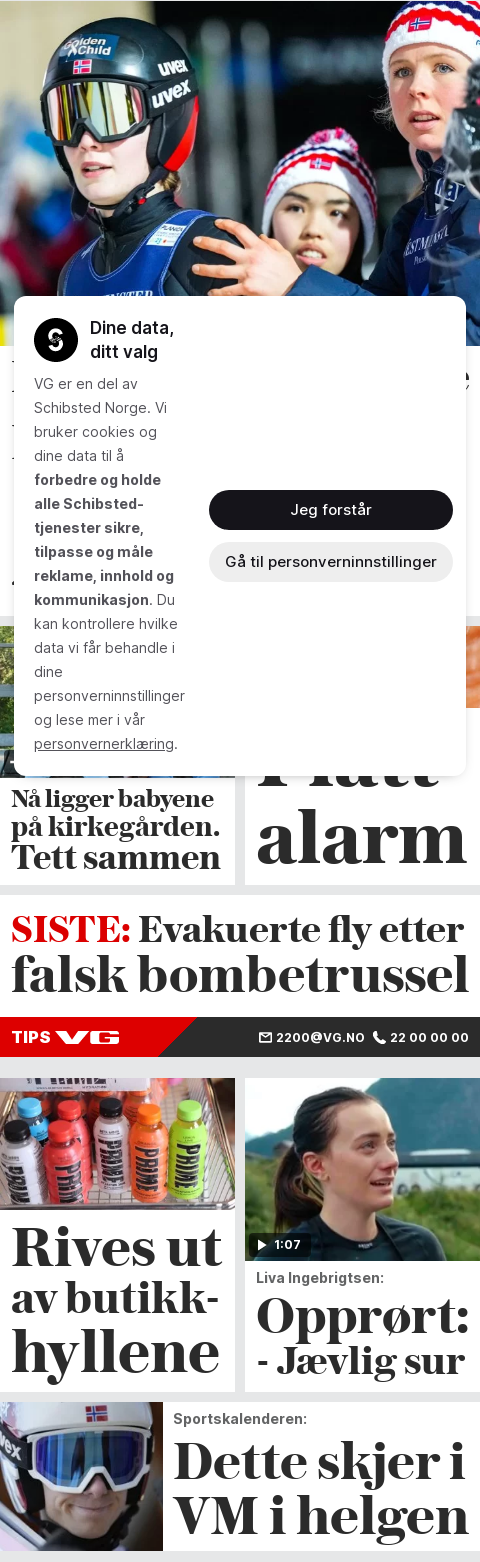 Golden
Child
uvex
uvex
Dine data,
ditt valg
VG er en del av
Schibsted Norge. Vi
bruker cookies og
dine data til å
forbedre og holde
alle Schibsted-
tjenester sikre,
tilpasse og måle
reklame, innhold og
kommunikasjon. Du
kan kontrollere hvilke
data vi får behandle i
dine
personverninnstillinger
og lese mer i vår
personvernerklæring.
Jeg forstår
Gå til personverninnstillinger
Nå ligger babyene
på kirkegården.
Tett sammen
alarm
SISTE: Evakuerte fly etter
falsk bombetrussel
TIPS VG
2200@VG.NO 22 00 00 00
PRIME PRIME PRIME PRIME PRIME
Rives ut
av butikk-
hyllene
1:07
Liva Ingebrigtsen:
Opprørt:
- Jævlig sur
Sportskalenderen:
Dette skjer i
VM i helgen